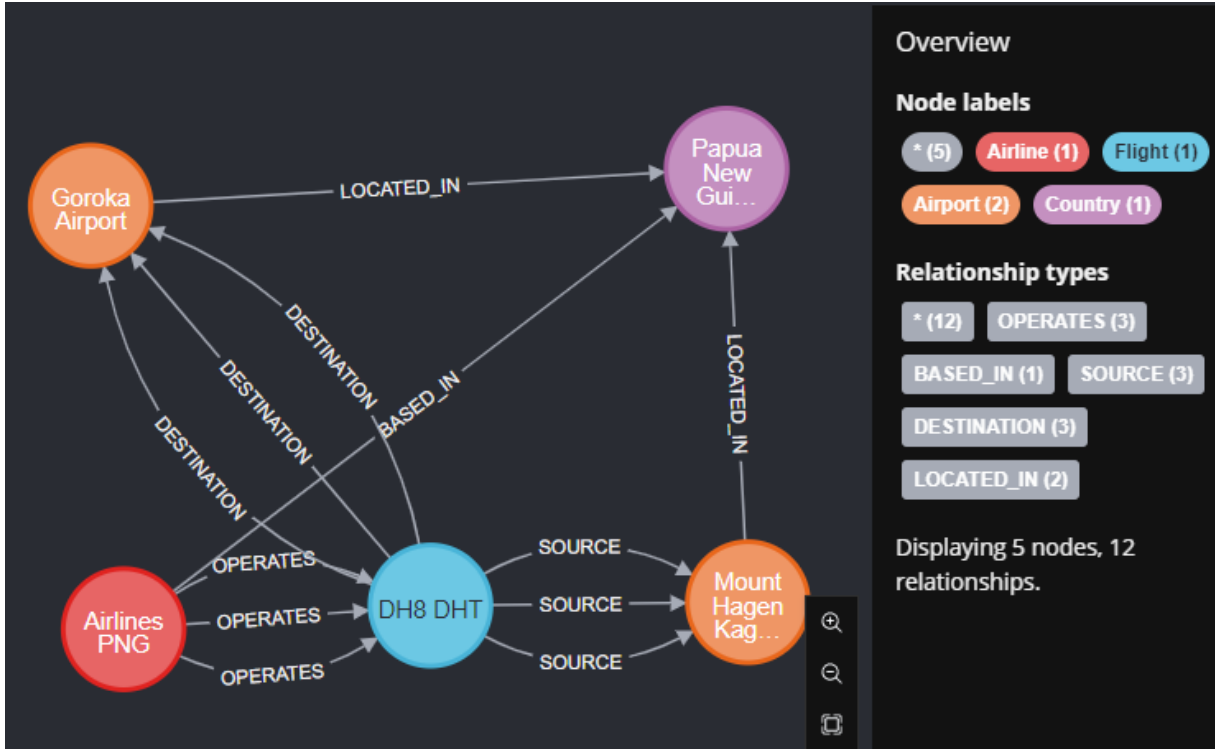 Overview
Node labels
* (5) Airline (1) Flight (1)
Airport (2) Country (1)
Relationship types
* (12) OPERATES (3)
BASED_IN (1) SOURCE (3)
DESTINATION (3)
LOCATED_IN (2)
Displaying 5 nodes, 12
relationships.
Goroka
Airport
LOCATED_IN
Papua
New
Gui...
DESTINATION
DESTINATION
DESTINATION
BASED_IN
LOCATED_IN
OPERATES
OPERATES
OPERATES
Airlines
PNG
DH8 DHT
SOURCE
SOURCE
SOURCE
Mount
Hagen
Kag...